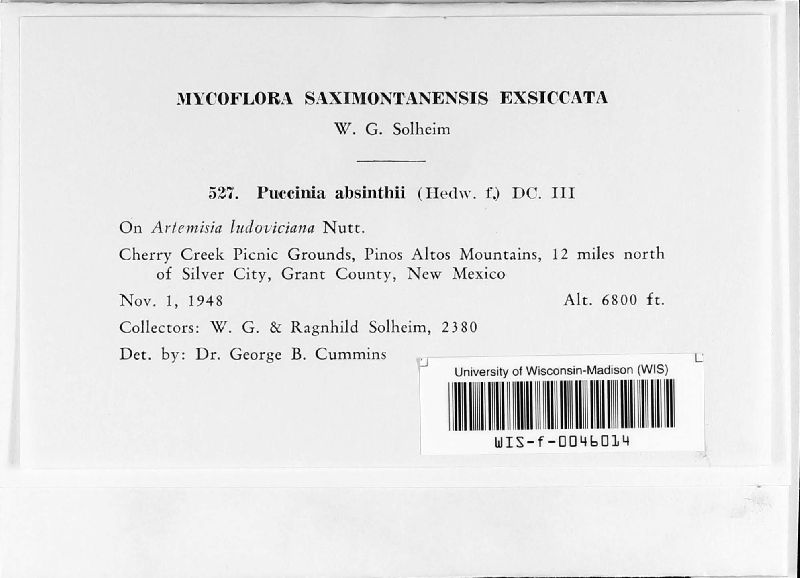 MYCOFLORA SAXIMONTANENSIS EXSICCATA
W. G. Solheim
527. Puccinia absinthii (Hedw. f.) DC. III
On Artemisia ludoviciana Nutt.
Cherry Creek Picnic Grounds, Pinos Altos Mountains, 12 miles north
of Silver City, Grant County, New Mexico
Nov. 1, 1948 Alt. 6800 ft.
Collectors: W. G. & Ragnhild Solheim, 2380
Det. by: Dr. George B. Cummins
University of Wisconsin-Madison (WIS)
WIS-f-0046014